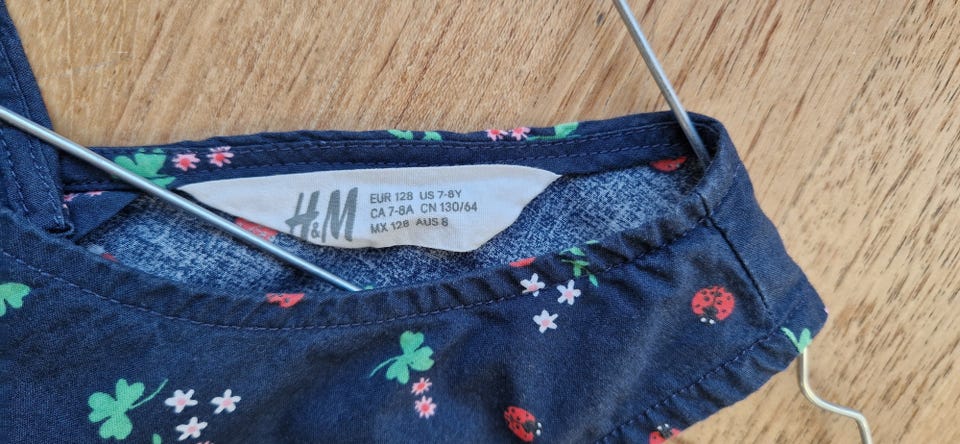 H&M
EUR 128 US 7-8Y
CA 7-8A CN 130/64
MX 128 AUS 8